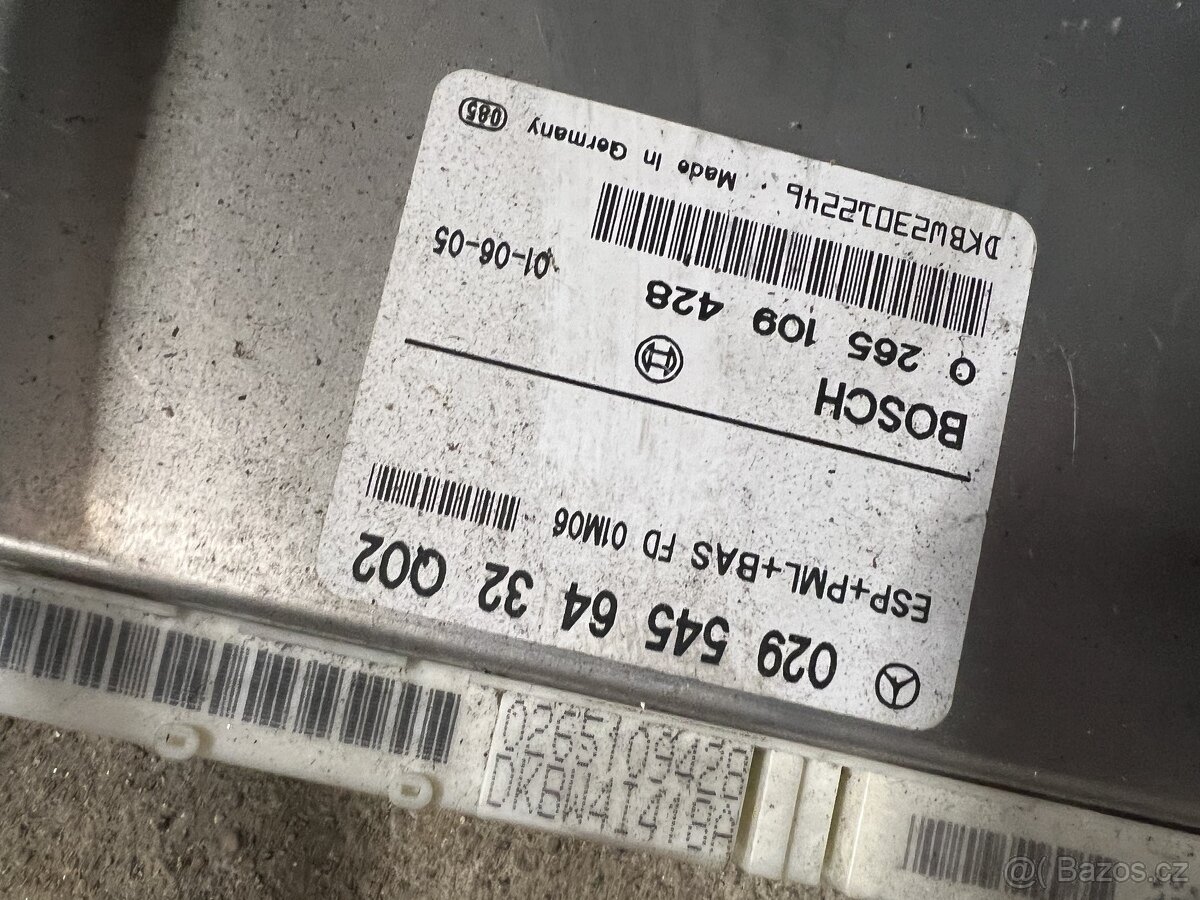 029 545 64 32 Q02
ESP+PML+BAS FD 01M06
BOSCH
0 265 109 428
01-06-05
DKBW2301224b . Made In Germany 085
0265109428
DKBW4I418A
@( Bazos.cz